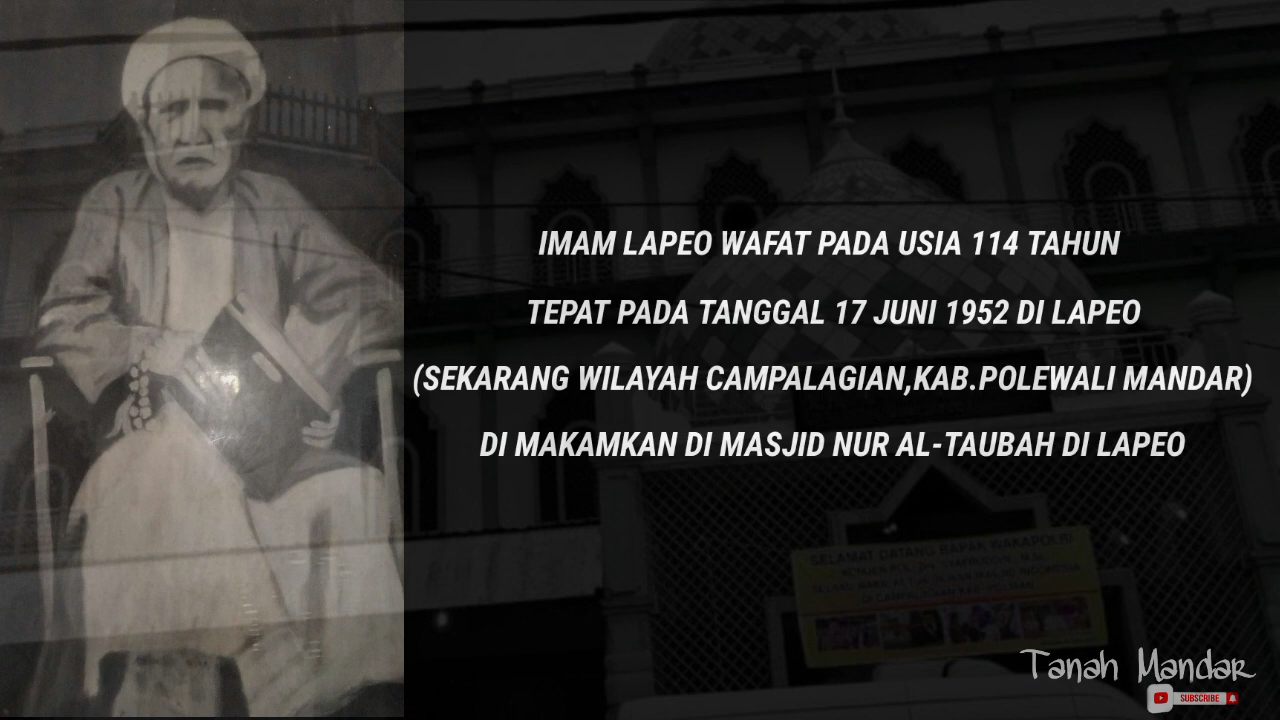 IMAM LAPEO WAFAT PADA USIA 114 TAHUN
TEPAT PADA TANGGAL 17 JUNI 1952 DI LAPEO
(SEKARANG WILAYAH CAMPALAGIAN,KAB.POLEWALI MANDAR)
DI MAKAMKAN DI MASJID NUR AL-TAUBAH DI LAPEO
SELAMAT DATANG BAPAK WAKAPOLRI
Tanah Mandar
SUBSCRIBE